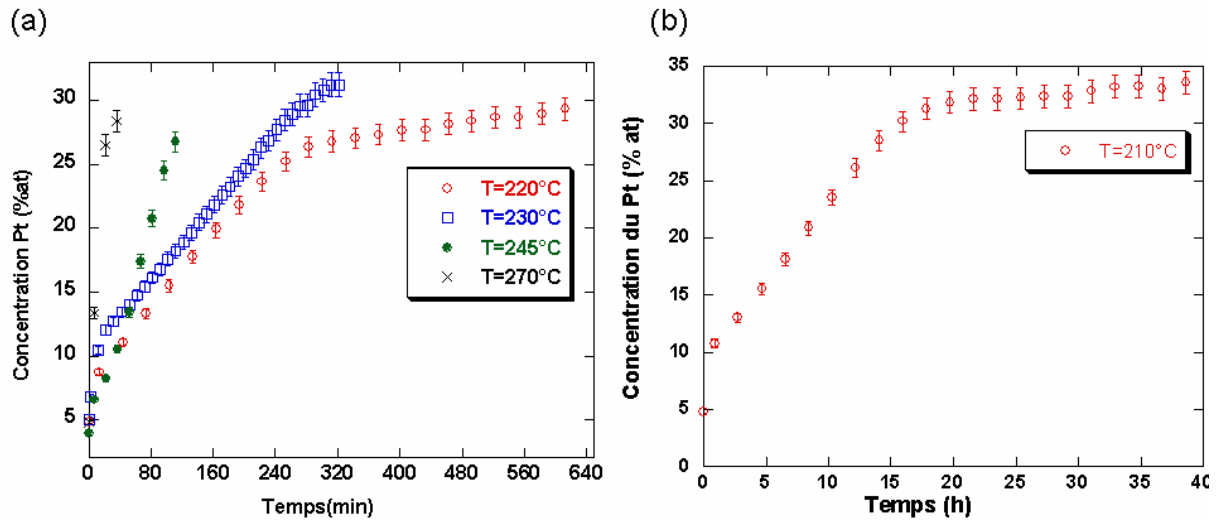 (a)
(b)
Concentration Pt (%at)
30
25
20
15
10
5
T=220°C
T=230°C
T=245°C
T=270°C
0 80 160 240 320 400 480 560 640
Temps(min)
Concentration du Pt (% at)
35
30
25
20
15
10
5
0
T=210°C
0 5 10 15 20 25 30 35 40
Temps (h)